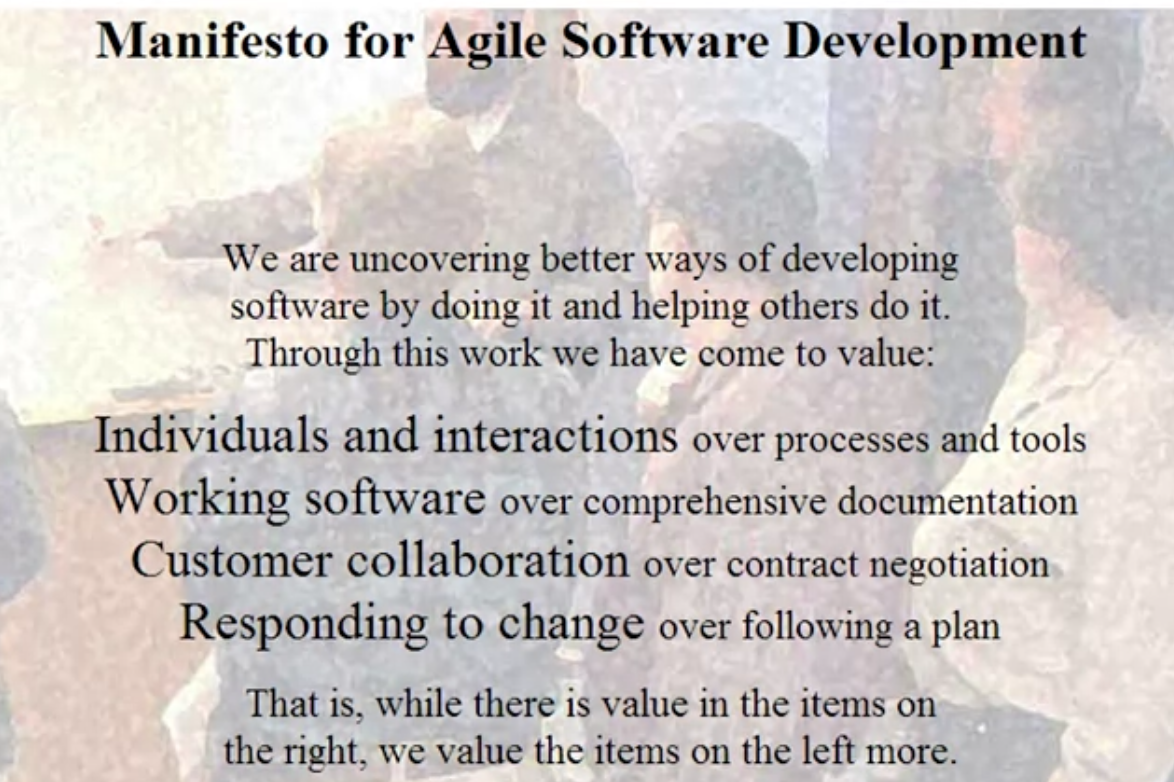 Manifesto for Agile Software Development
We are uncovering better ways of developing
software by doing it and helping others do it.
Through this work we have come to value:
Individuals and interactions over processes and tools
Working software over comprehensive documentation
Customer collaboration over contract negotiation
Responding to change over following a plan
That is, while there is value in the items on
the right, we value the items on the left more.